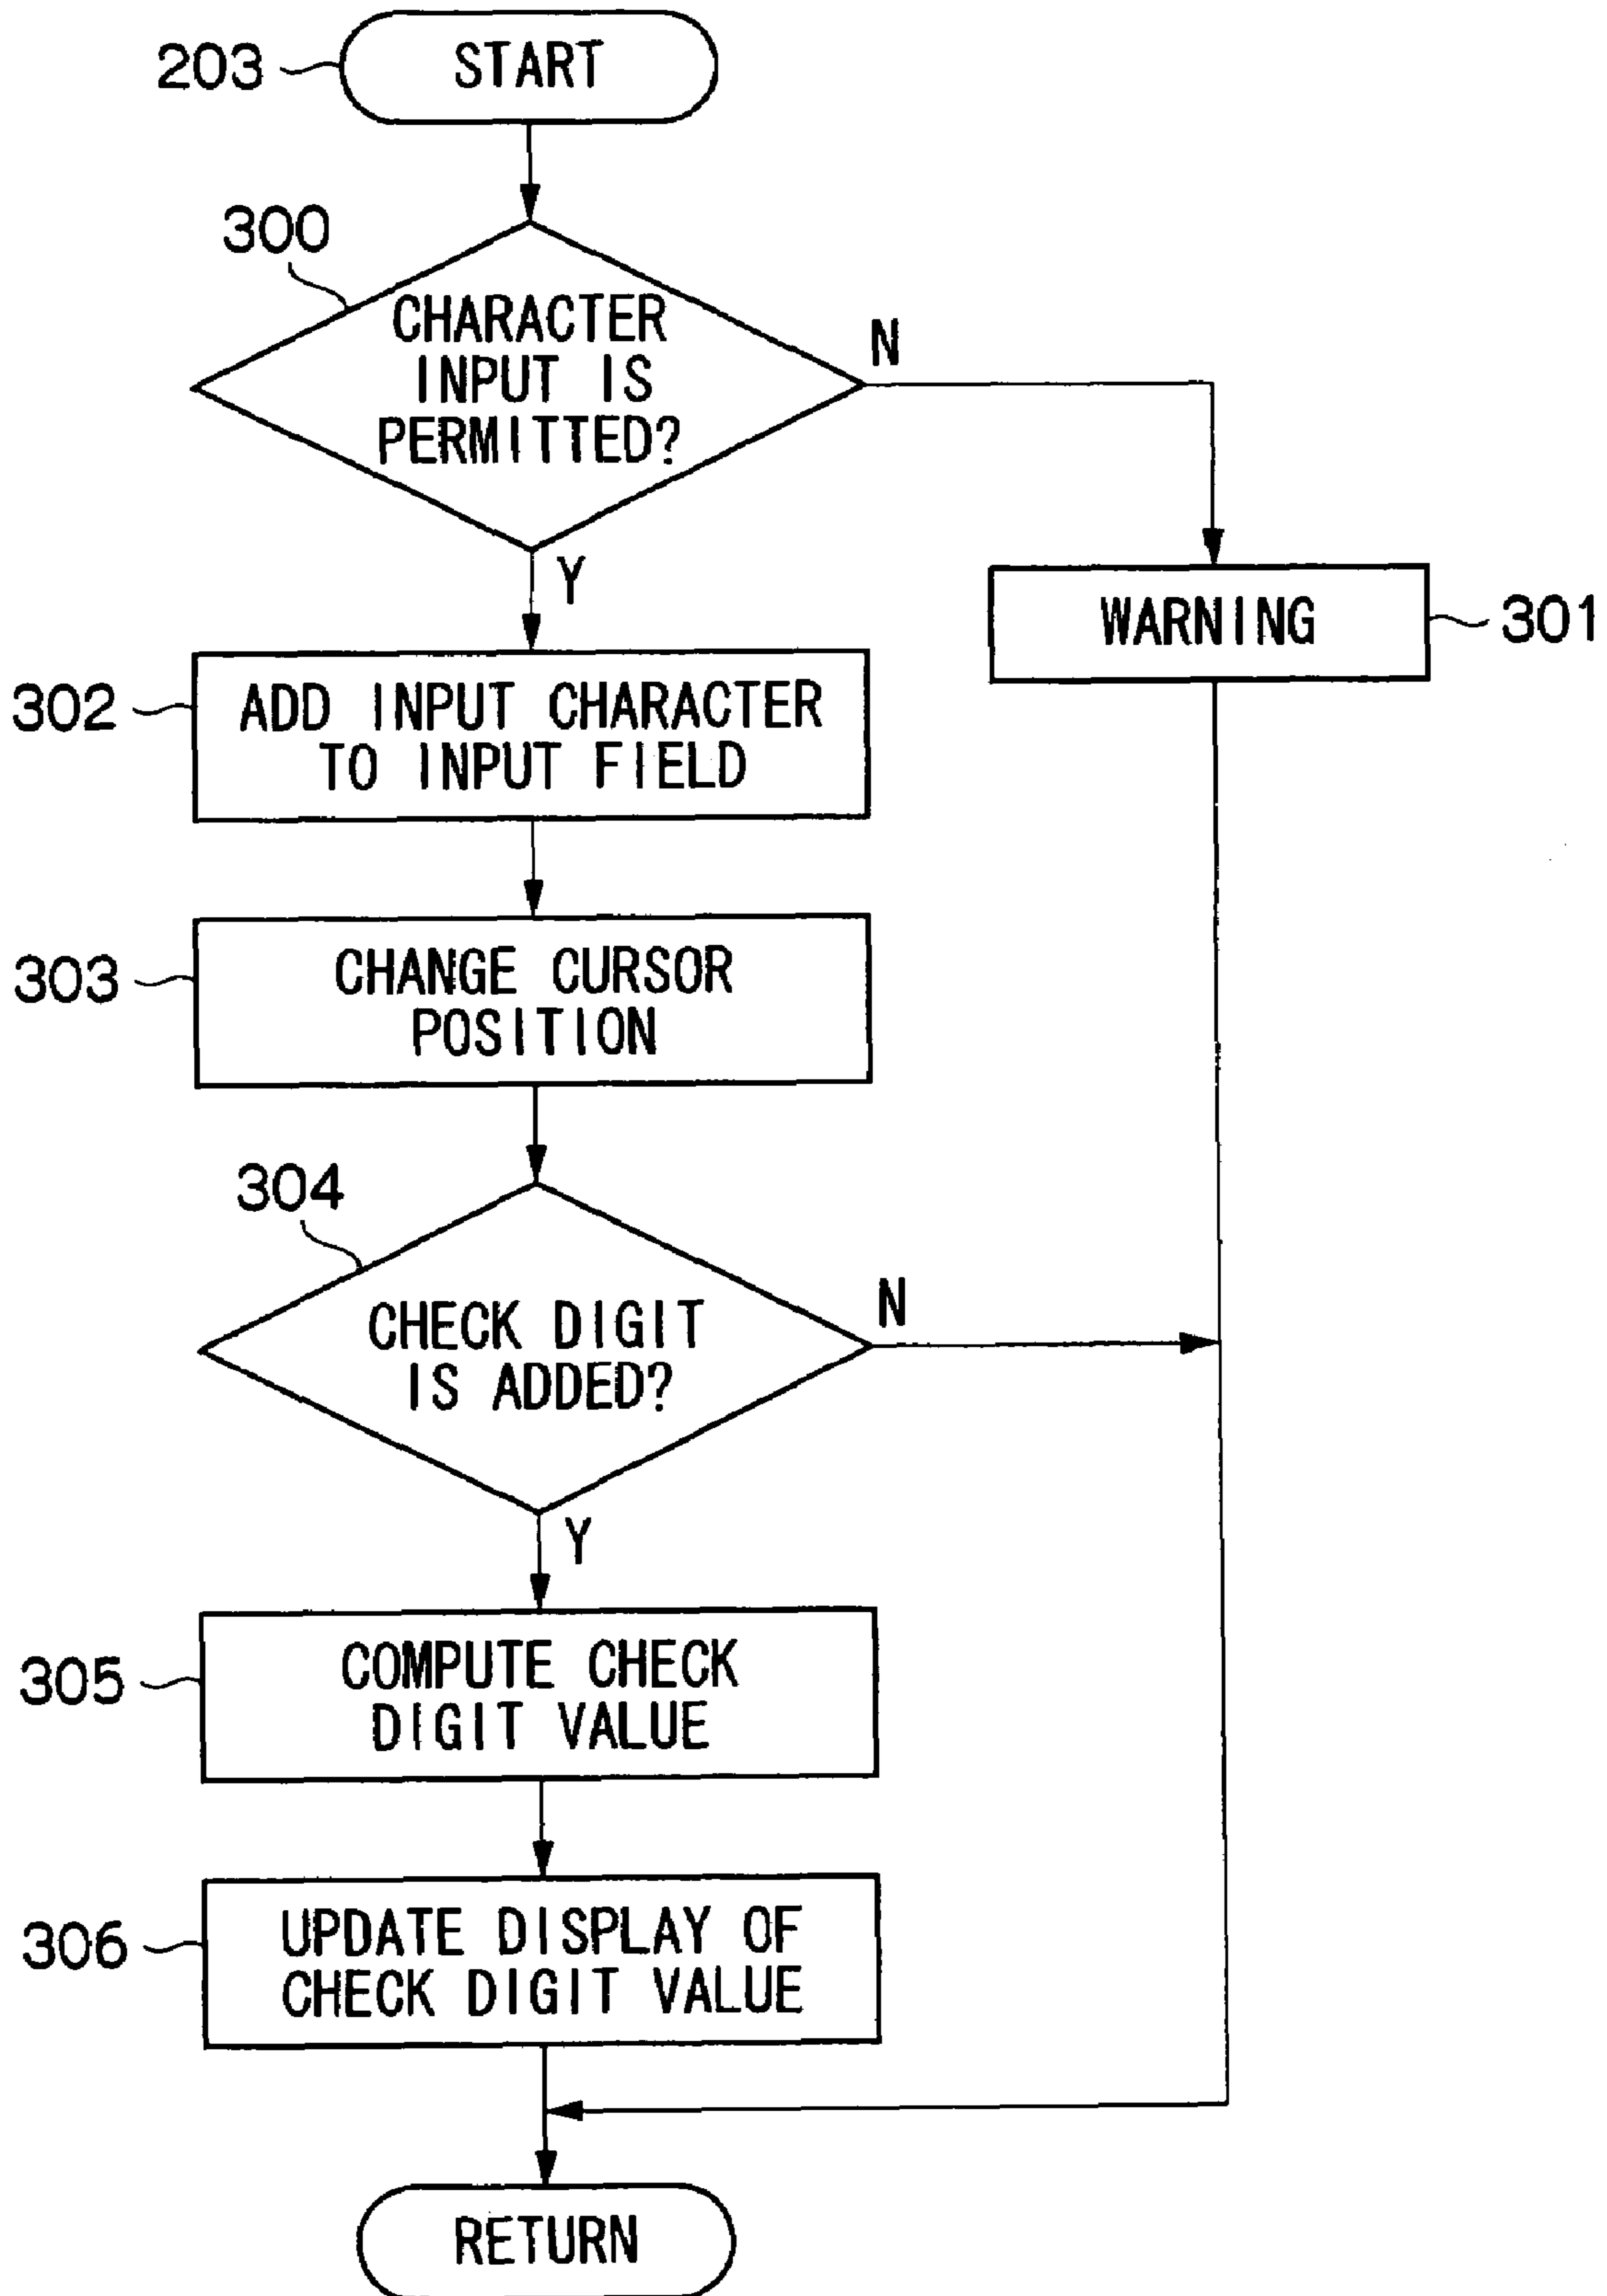 203
START
300
CHARACTER
INPUT IS
PERMITTED?
N
Y
WARNING
301
302
ADD INPUT CHARACTER
TO INPUT FIELD
303
CHANGE CURSOR
POSITION
304
CHECK DIGIT
IS ADDED?
N
Y
305
COMPUTE CHECK
DIGIT VALUE
306
UPDATE DISPLAY OF
CHECK DIGIT VALUE
RETURN